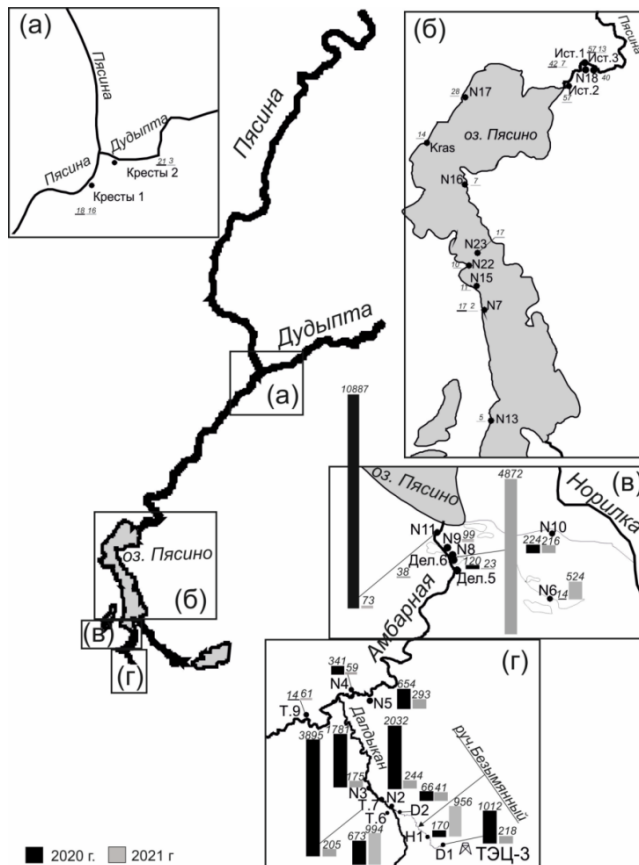 (а)
Пясина
Дудыпта
Пясина
Кресты 2
21 3
Кресты 1
18 16
Пясина
Дудыпта
(а)
оз. Пясино
(б)
(в)
(г)
(б)
Пясина
57 13
Ист.1
Ист.3
42 7
N18
40
Ист.2
57
28
N17
оз. Пясино
14
Kras
N16
7
17
N23
10
N22
N15
11
17 2
N7
5
N13
10887
73
38
(в)
оз. Пясино
4872
Норилка
N11
N9
99
N8
Дел.6
120 23
Дел.5
N10
224 216
524
N6
14
Амбарная
(г)
341
59
N4
654
293
N5
14 61
Т.9
Далдыкан
2032
1781
3895
175
244
N3
N2
Т.7
Т.6
66 41
D2
руч.Безымянный
956
1012
170
Н1
218
D1
ТЭЦ-3
994
673
205
2020 г.
2021 г